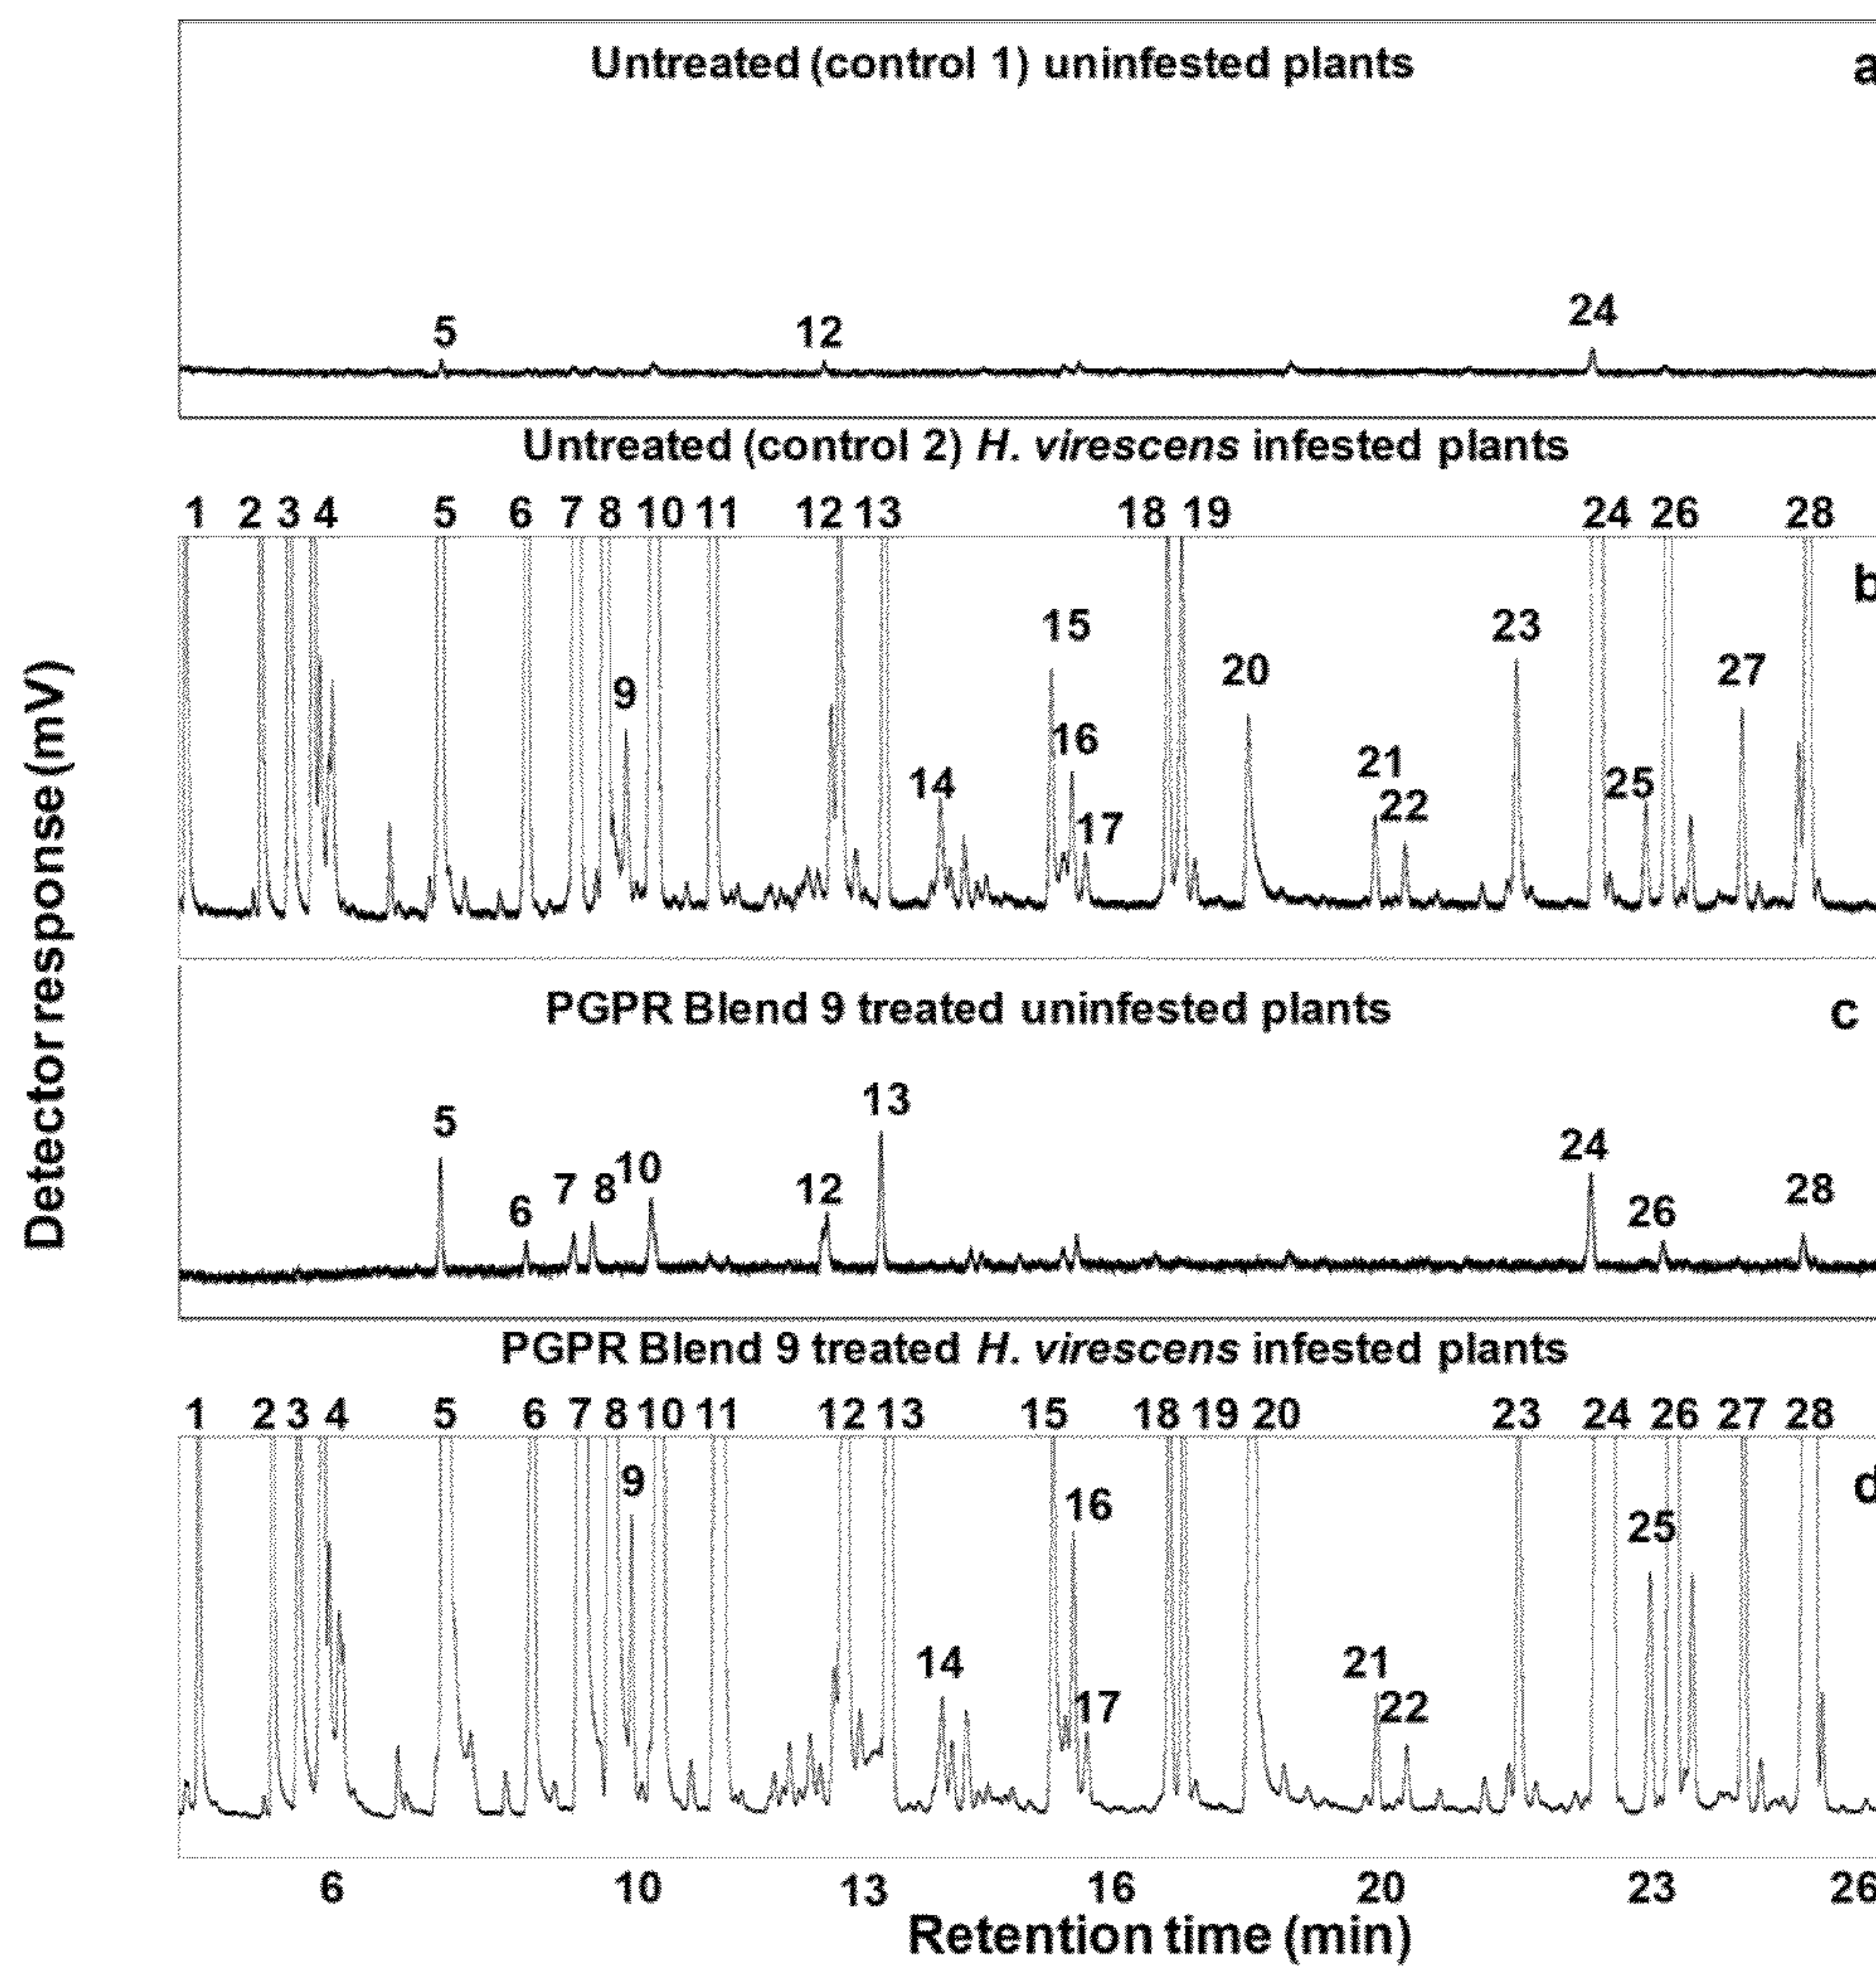 Untreated (control 1) uninfested plants
a
5 12 24
Untreated (control 2) H. virescens infested plants
1 2 3 4 5 6 7 8 10 11 12 13 18 19 24 26 28
b
15 23
20 27
9
16
14 21 25
22
17
PGPR Blend 9 treated uninfested plants
c
5 13
6 7 8 10 12 24 26 28
PGPR Blend 9 treated H. virescens infested plants
1 2 3 4 5 6 7 8 10 11 12 13 15 18 19 20 23 24 26 27 28
d
9
16
25
14 21
17 22
6 10 13 16 20 23 26
Retention time (min)
Detector response (mV)